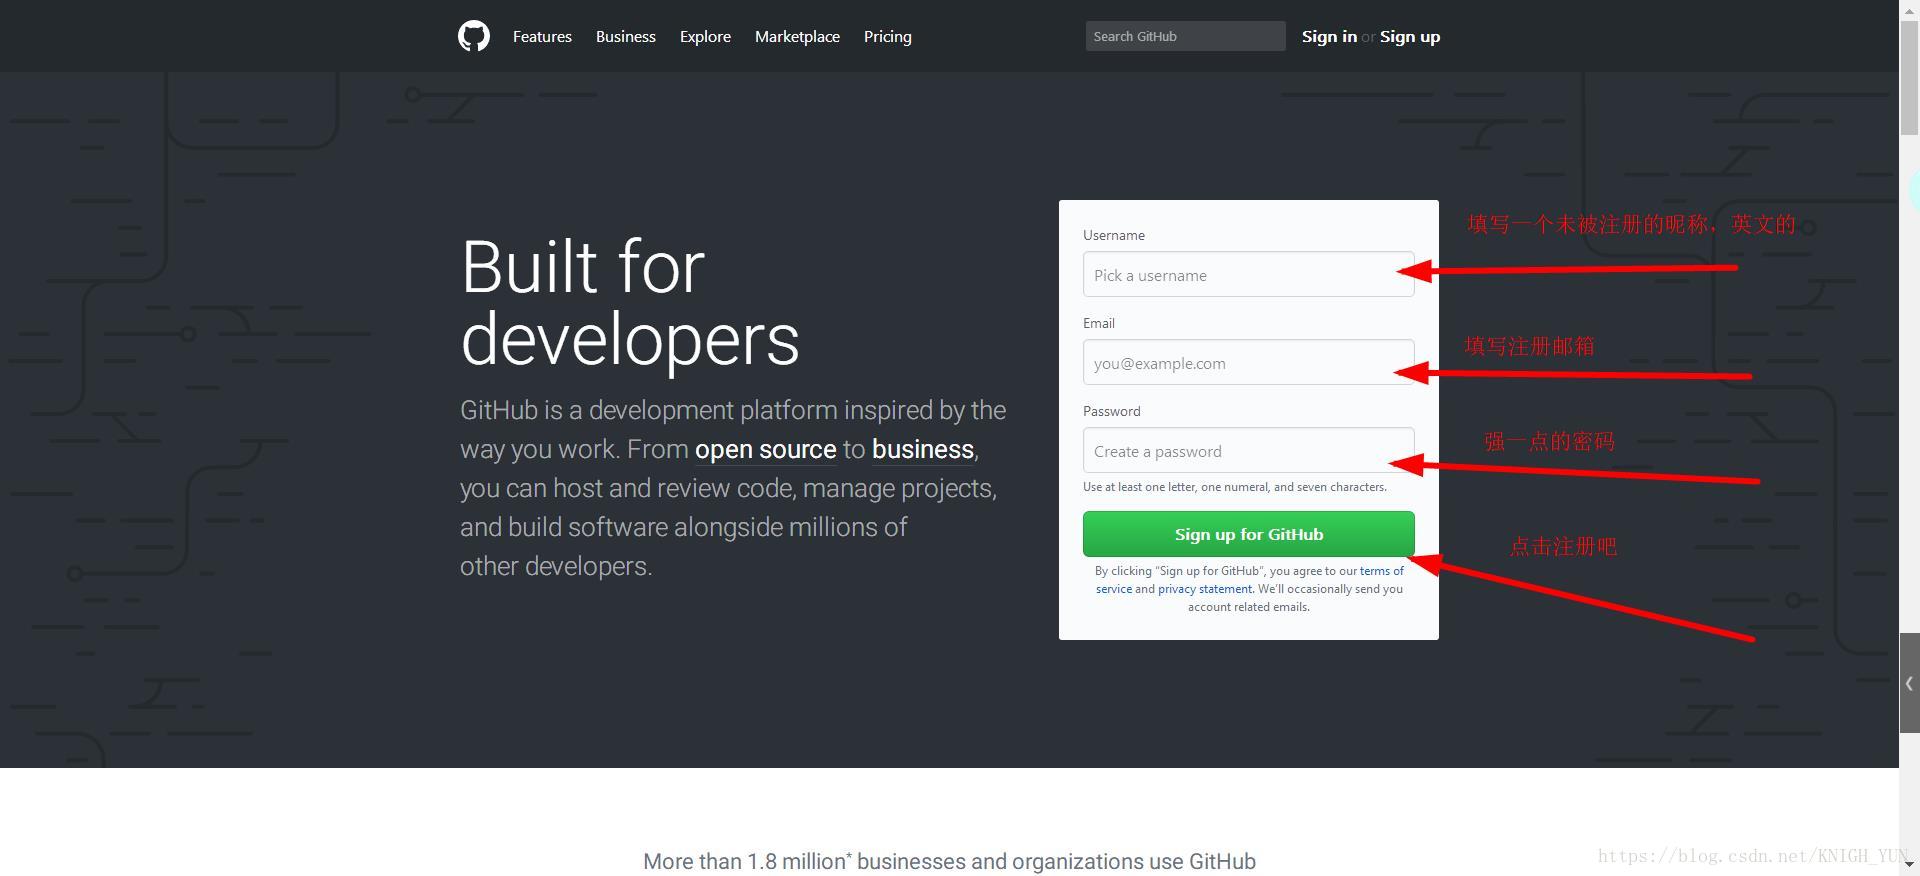 Features Business Explore Marketplace Pricing Search GitHub Sign in or Sign up
Built for
developers
GitHub is a development platform inspired by the
way you work. From open source to business,
you can host and review code, manage projects,
and build software alongside millions of
other developers.
Username
Pick a username
Email
you@example.com
Password
Create a password
Use at least one letter, one numeral, and seven characters.
Sign up for GitHub
By clicking “Sign up for GitHub”, you agree to our terms of
service and privacy statement. We’ll occasionally send you
account related emails.
填写一个未被注册的昵称，英文的
填写注册邮箱
强一点的密码
点击注册吧
More than 1.8 million* businesses and organizations use GitHub
https://blog.csdn.net/KNIGH_YUN